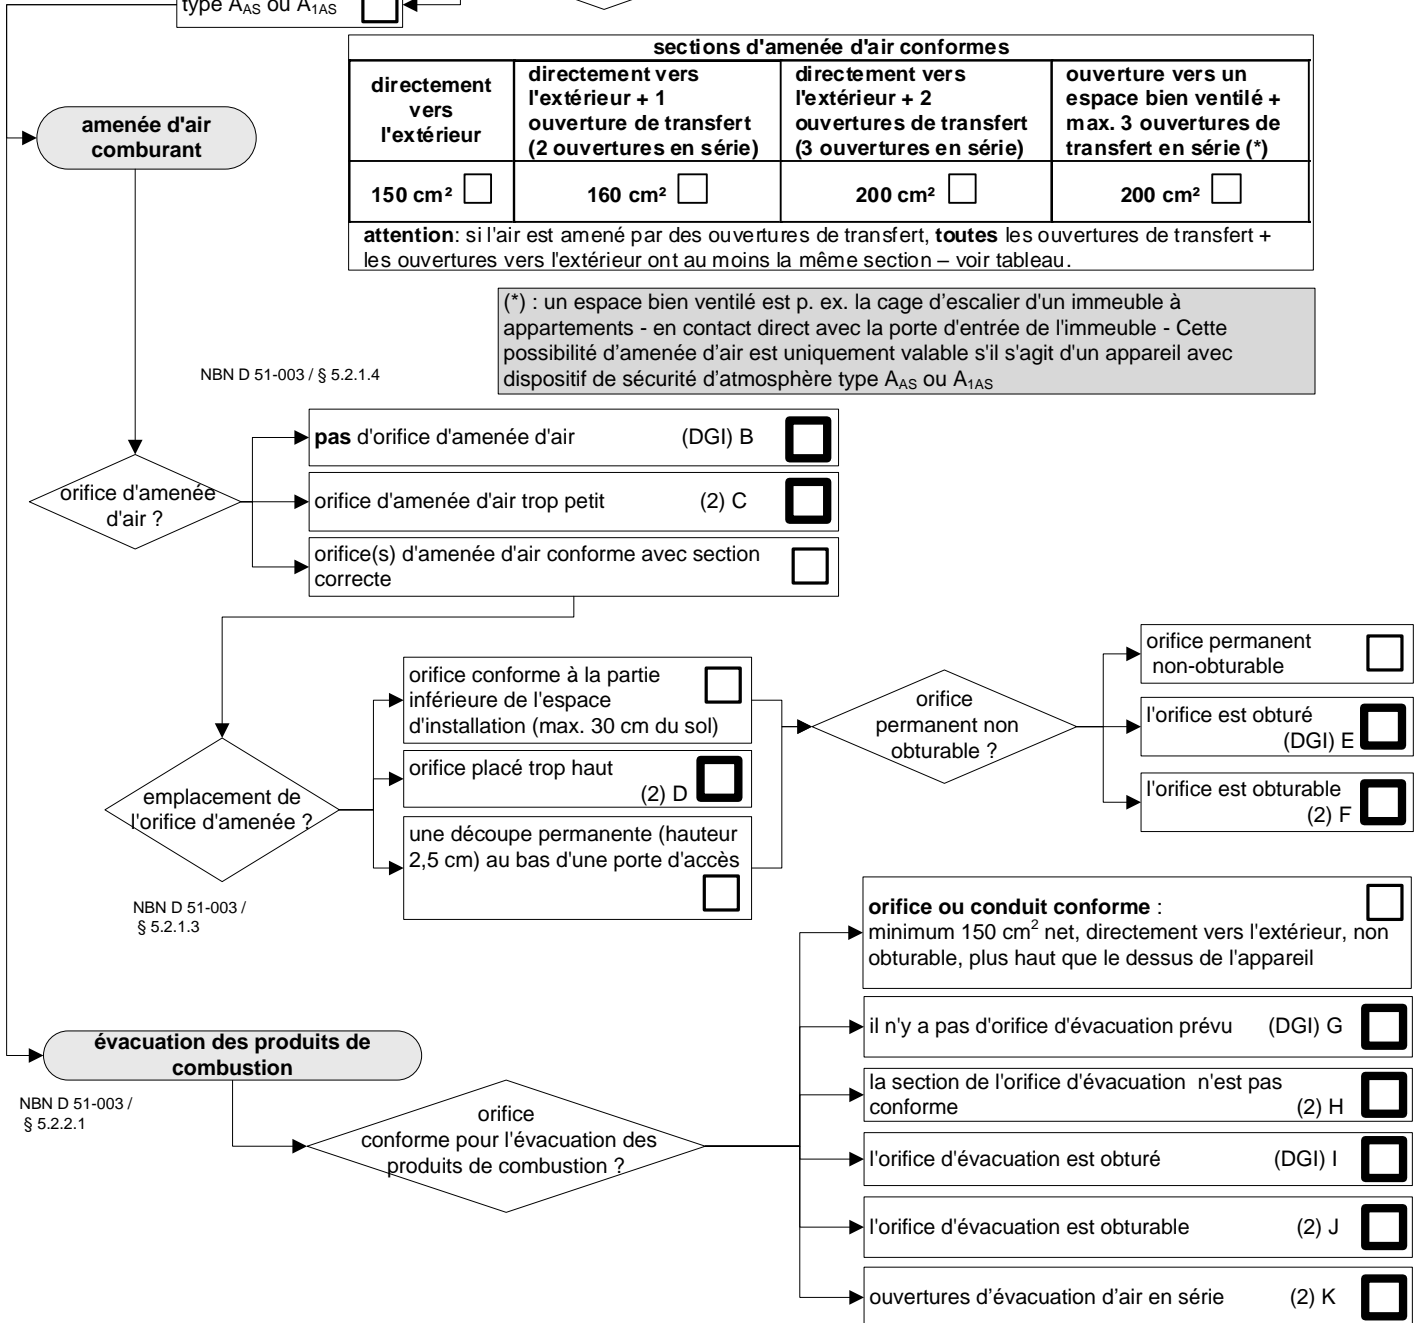 type AAS ou A1AS
sections d'amenée d'air conformes
directement
vers
l'extérieur
directement vers
l'extérieur + 1
ouverture de transfert
(2 ouvertures en série)
directement vers
l'extérieur + 2
ouvertures de transfert
(3 ouvertures en série)
ouverture vers un
espace bien ventilé +
max. 3 ouvertures de
transfert en série (*)
150 cm²
160 cm²
200 cm²
200 cm²
attention: si l'air est amené par des ouvertures de transfert, toutes les ouvertures de transfert +
les ouvertures vers l'extérieur ont au moins la même section – voir tableau.
amenée d'air
comburant
(*) : un espace bien ventilé est p. ex. la cage d'escalier d'un immeuble à
appartements - en contact direct avec la porte d'entrée de l'immeuble - Cette
possibilité d'amenée d'air est uniquement valable s'il s'agit d'un appareil avec
dispositif de sécurité d'atmosphère type AAS ou A1AS
NBN D 51-003 / § 5.2.1.4
orifice d'amenée
d'air ?
pas d'orifice d'amenée d'air (DGI) B
orifice d'amenée d'air trop petit (2) C
orifice(s) d'amenée d'air conforme avec section
correcte
emplacement de
l'orifice d'amenée ?
NBN D 51-003 /
§ 5.2.1.3
orifice conforme à la partie
inférieure de l'espace
d'installation (max. 30 cm du sol)
orifice placé trop haut
(2) D
une découpe permanente (hauteur
2,5 cm) au bas d'une porte d'accès
orifice
permanent non
obturable ?
orifice permanent
non-obturable
l'orifice est obturé
(DGI) E
l'orifice est obturable
(2) F
évacuation des produits de
combustion
NBN D 51-003 /
§ 5.2.2.1
orifice
conforme pour l'évacuation des
produits de combustion ?
orifice ou conduit conforme :
minimum 150 cm² net, directement vers l'extérieur, non
obturable, plus haut que le dessus de l'appareil
il n'y a pas d'orifice d'évacuation prévu (DGI) G
la section de l'orifice d'évacuation n'est pas
conforme (2) H
l'orifice d'évacuation est obturé (DGI) I
l'orifice d'évacuation est obturable (2) J
ouvertures d'évacuation d'air en série (2) K